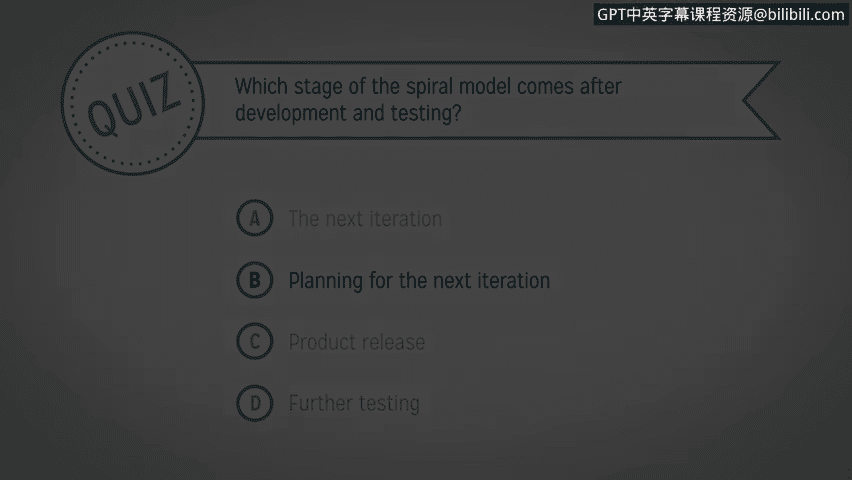 GPT中英字幕课程资源@bilibili.com
QUIZ
Which stage of the spiral model comes after
development and testing?
A The next iteration
B Planning for the next iteration
C Product release
D Further testing